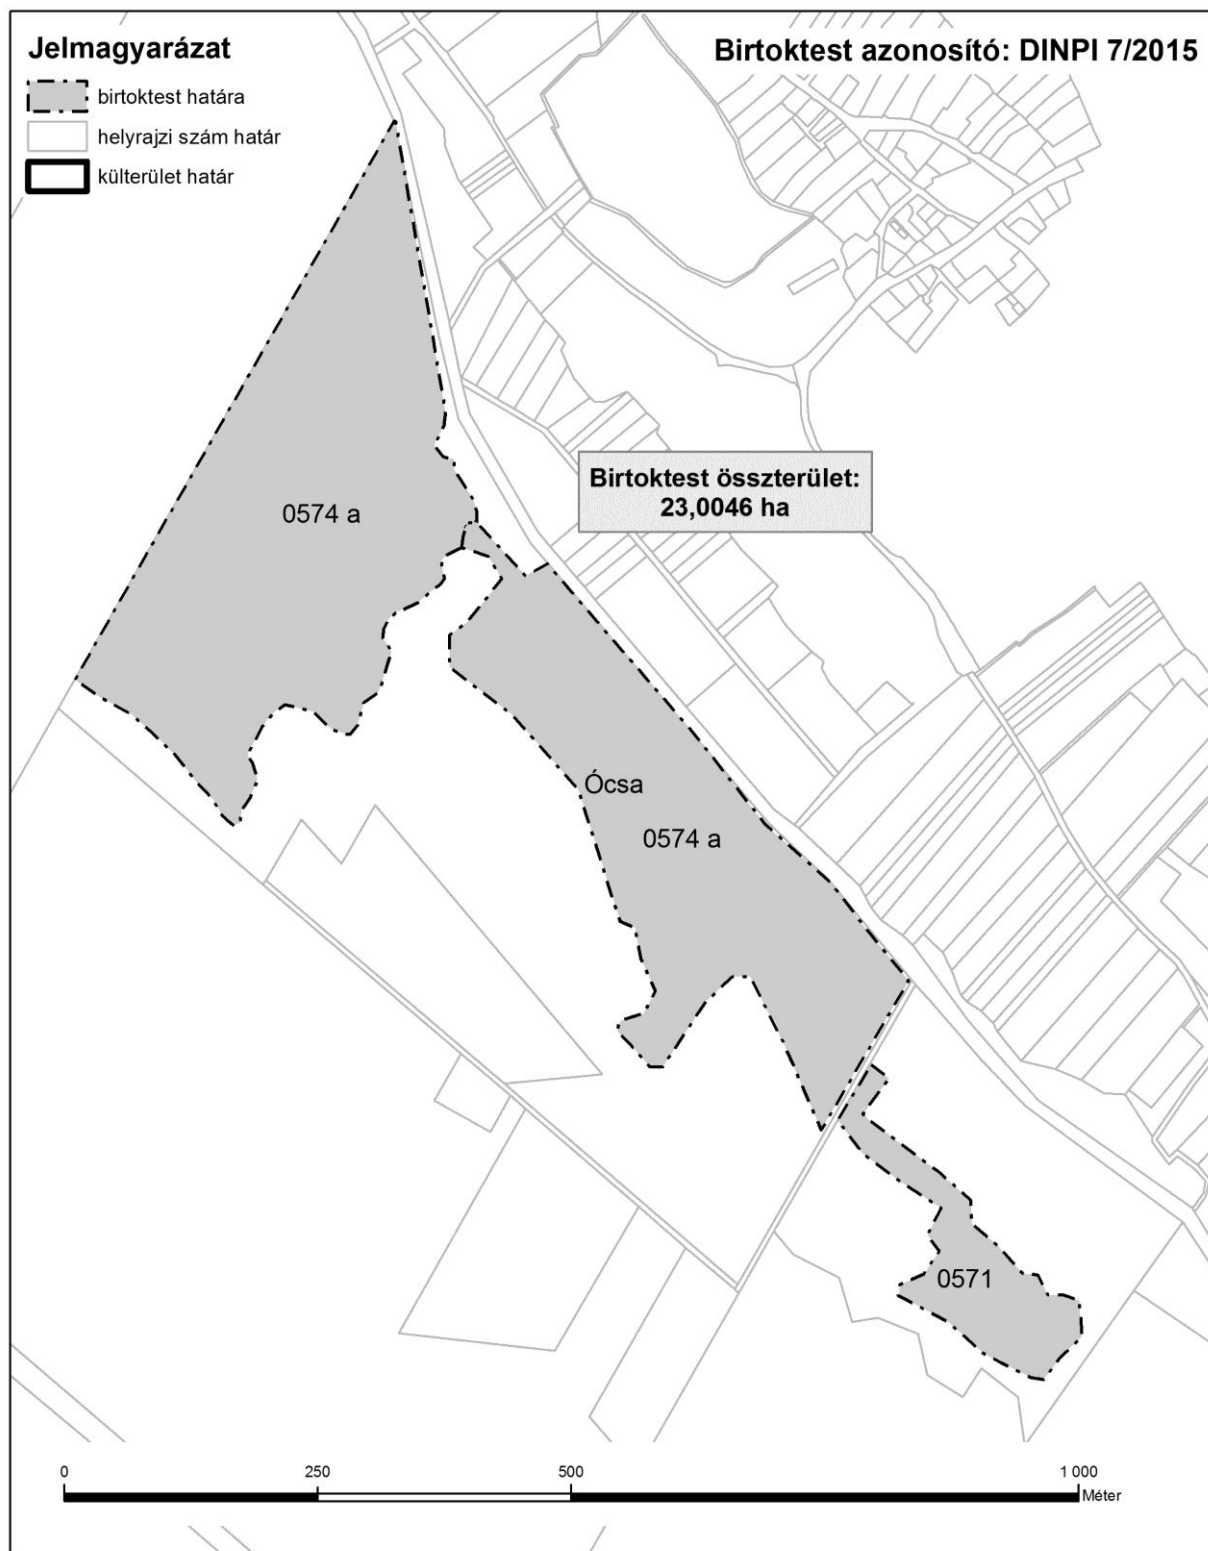 Jelmagyarázat
birtoktest határa
helyrajzi szám határ
külterület határ
Birtoktest azonosító: DINPI 7/2015
Birtoktest összterület:
23,0046 ha
0574 a
Ócsa
0574 a
0571
0 250 500 1 000
Méter